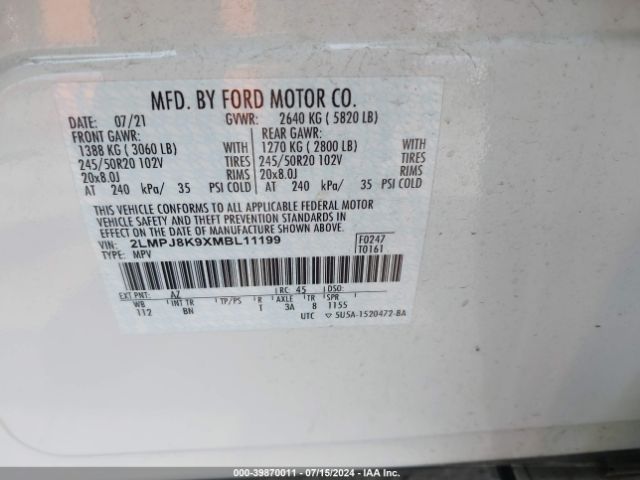 MFD. BY FORD MOTOR CO.
DATE: 07/21 GVWR: 2640 KG ( 5820 LB)
FRONT GAWR: REAR GAWR:
1388 KG ( 3060 LB) WITH 1270 KG ( 2800 LB) WITH
245/50R20 102V TIRES 245/50R20 102V TIRES
20x8.0J RIMS 20x8.0J RIMS
AT 240 kPa/ 35 PSI COLD AT 240 kPa/ 35 PSI COLD
THIS VEHICLE CONFORMS TO ALL APPLICABLE FEDERAL MOTOR
VEHICLE SAFETY AND THEFT PREVENTION STANDARDS IN
EFFECT ON THE DATE OF MANUFACTURE SHOWN ABOVE.
VIN: 2LMPJ8K9XMBL11199 F0247
TYPE: MPV T0161
EXT PNT: AZ RC: 45 DSO:
WB INT TR TP/PS R AXLE TR SPR
112 BN T 3A 8 1155
UTC ▽ SU5A-1520472-BA
000-39870011 - 07/15/2024 - IAA Inc.